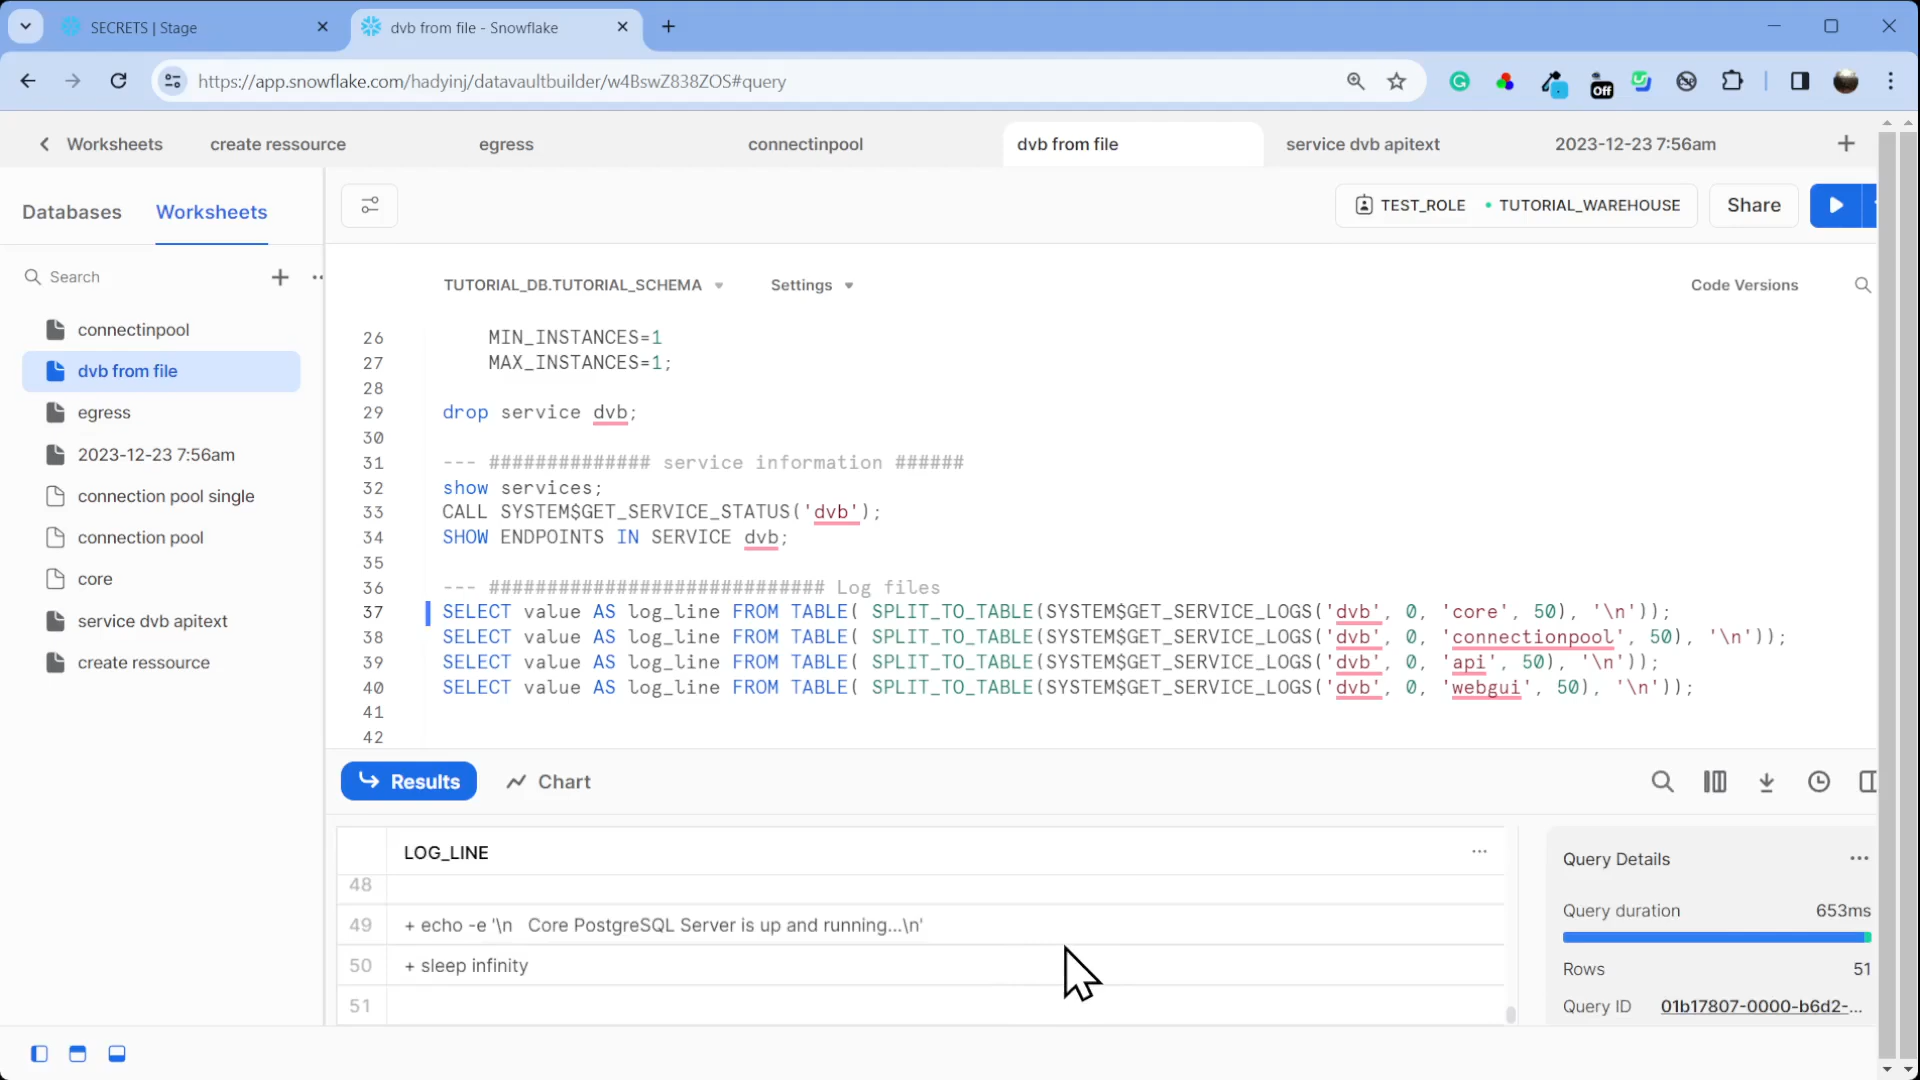 SECRETS | Stage
dvb from file - Snowflake
https://app.snowflake.com/hadyinj/datavaultbuilder/w4BswZ838ZOS#query
Off
Worksheets
create ressource
egress
connectinpool
dvb from file
service dvb apitext
2023-12-23 7:56am
Databases
Worksheets
TEST_ROLE
TUTORIAL_WAREHOUSE
Share
Search
TUTORIAL_DB.TUTORIAL_SCHEMA
Settings
Code Versions
connectinpool
dvb from file
egress
2023-12-23 7:56am
connection pool single
connection pool
core
service dvb apitext
create ressource
26 MIN_INSTANCES=1
27 MAX_INSTANCES=1;
28
29 drop service dvb;
30
31 --- ############## service information ######
32 show services;
33 CALL SYSTEM$GET_SERVICE_STATUS('dvb');
34 SHOW ENDPOINTS IN SERVICE dvb;
35
36 --- ############################# Log files
37 SELECT value AS log_line FROM TABLE( SPLIT_TO_TABLE(SYSTEM$GET_SERVICE_LOGS('dvb', 0, 'core', 50), '\n'));
38 SELECT value AS log_line FROM TABLE( SPLIT_TO_TABLE(SYSTEM$GET_SERVICE_LOGS('dvb', 0, 'connectionpool', 50), '\n'));
39 SELECT value AS log_line FROM TABLE( SPLIT_TO_TABLE(SYSTEM$GET_SERVICE_LOGS('dvb', 0, 'api', 50), '\n'));
40 SELECT value AS log_line FROM TABLE( SPLIT_TO_TABLE(SYSTEM$GET_SERVICE_LOGS('dvb', 0, 'webgui', 50), '\n'));
41
42
Results
Chart
LOG_LINE
48
49 + echo -e '\n Core PostgreSQL Server is up and running...\n'
50 + sleep infinity
51
Query Details
Query duration 653ms
Rows 51
Query ID 01b17807-0000-b6d2-...